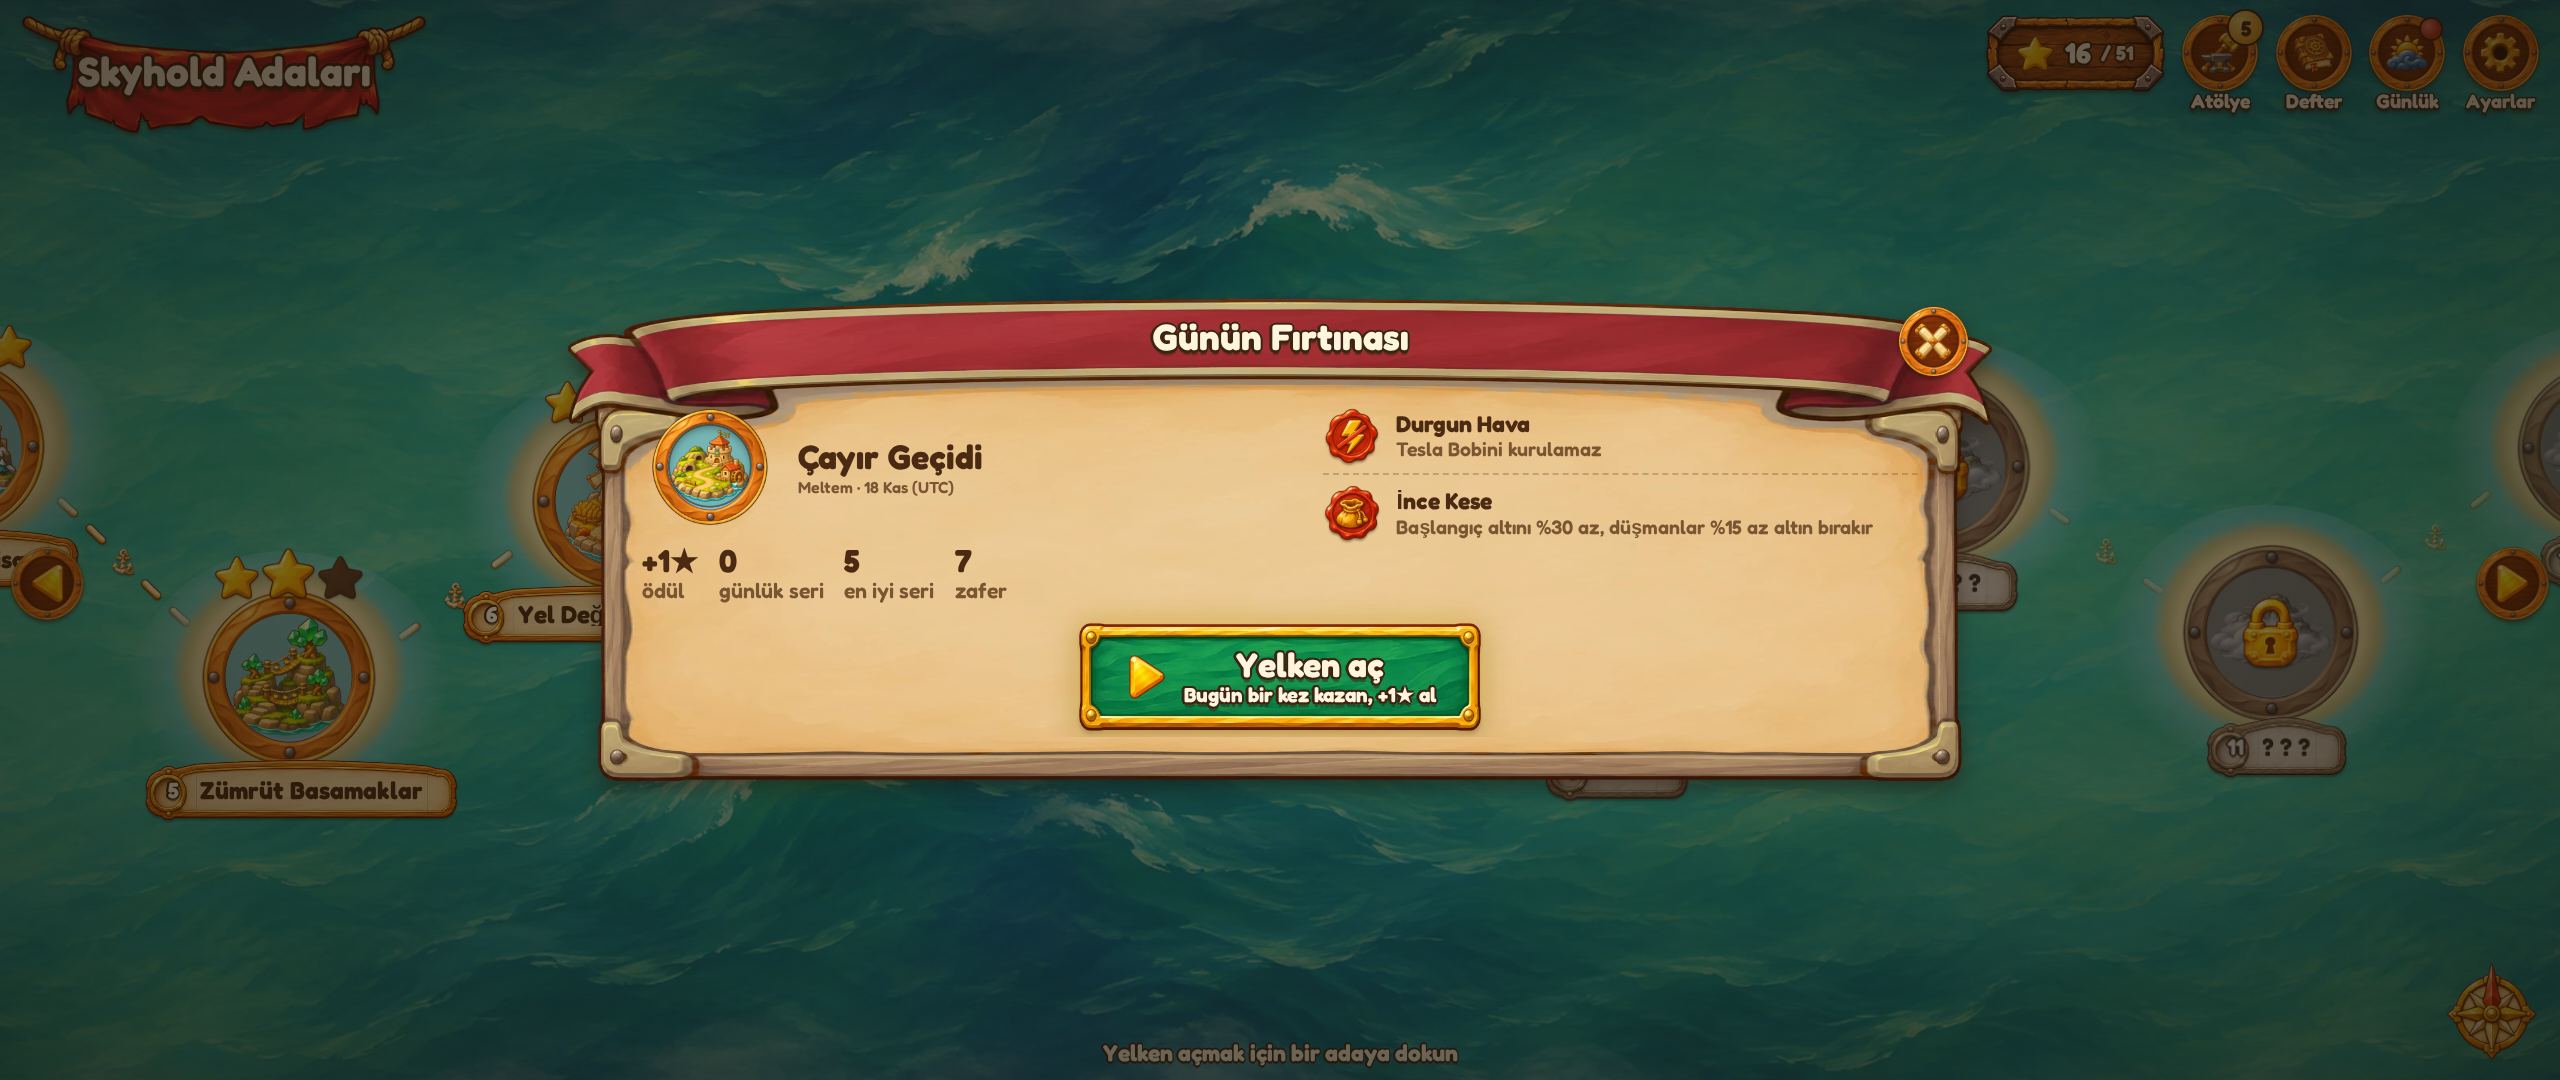 Skyhold Adaları
16 / 51
5
Atölye
Defter
Günlük
Ayarlar
Günün Fırtınası
Çayır Geçidi
Meltem · 18 Kas (UTC)
+1★ ödül
0 günlük seri
5 en iyi seri
7 zafer
Durgun Hava
Tesla Bobini kurulamaz
İnce Kese
Başlangıç altını %30 az, düşmanlar %15 az altın bırakır
Yelken aç
Bugün bir kez kazan, +1★ al
6 Yel
5 Zümrüt Basamaklar
?
11 ? ? ?
Yelken açmak için bir adaya dokun